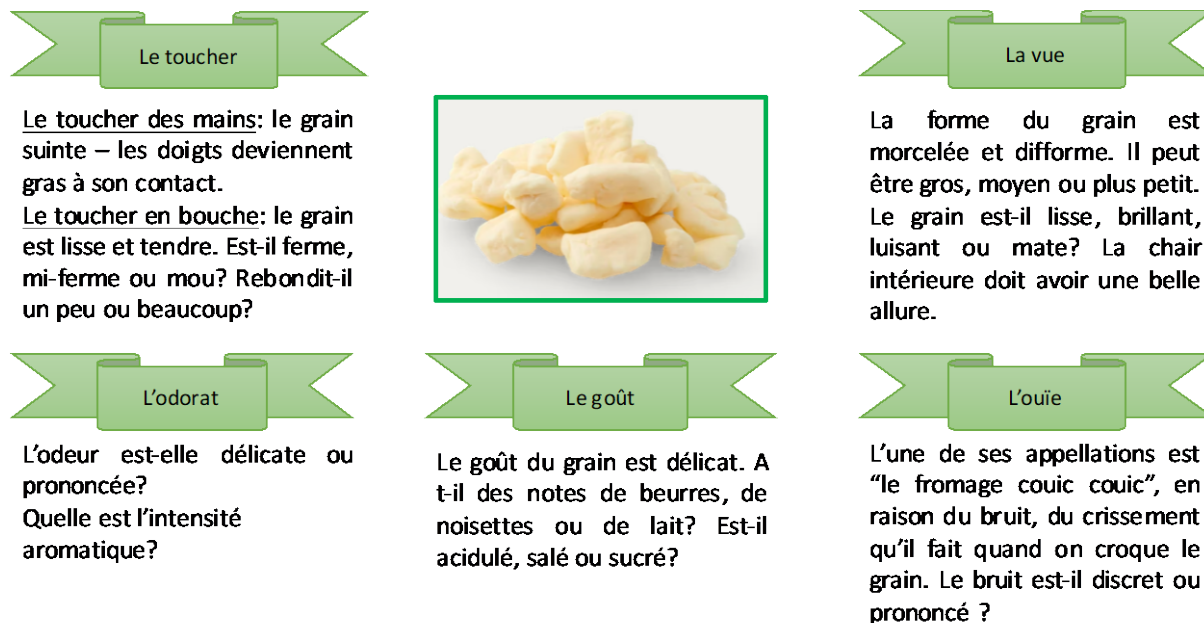 Le toucher
Le toucher des mains: le grain
suinte – les doigts deviennent
gras à son contact.
Le toucher en bouche: le grain
est lisse et tendre. Est-il ferme,
mi-ferme ou mou? Rebondit-il
un peu ou beaucoup?
La vue
La forme du grain est
morcelée et difforme. Il peut
être gros, moyen ou plus petit.
Le grain est-il lisse, brillant,
luisant ou mate? La chair
intérieure doit avoir une belle
allure.
L’odorat
L’odeur est-elle délicate ou
prononcée?
Quelle est l’intensité
aromatique?
Le goût
Le goût du grain est délicat. A
t-il des notes de beurres, de
noisettes ou de lait? Est-il
acidulé, salé ou sucré?
L’ouïe
L’une de ses appellations est
“le fromage couic couic”, en
raison du bruit, du crissement
qu’il fait quand on croque le
grain. Le bruit est-il discret ou
prononcé ?